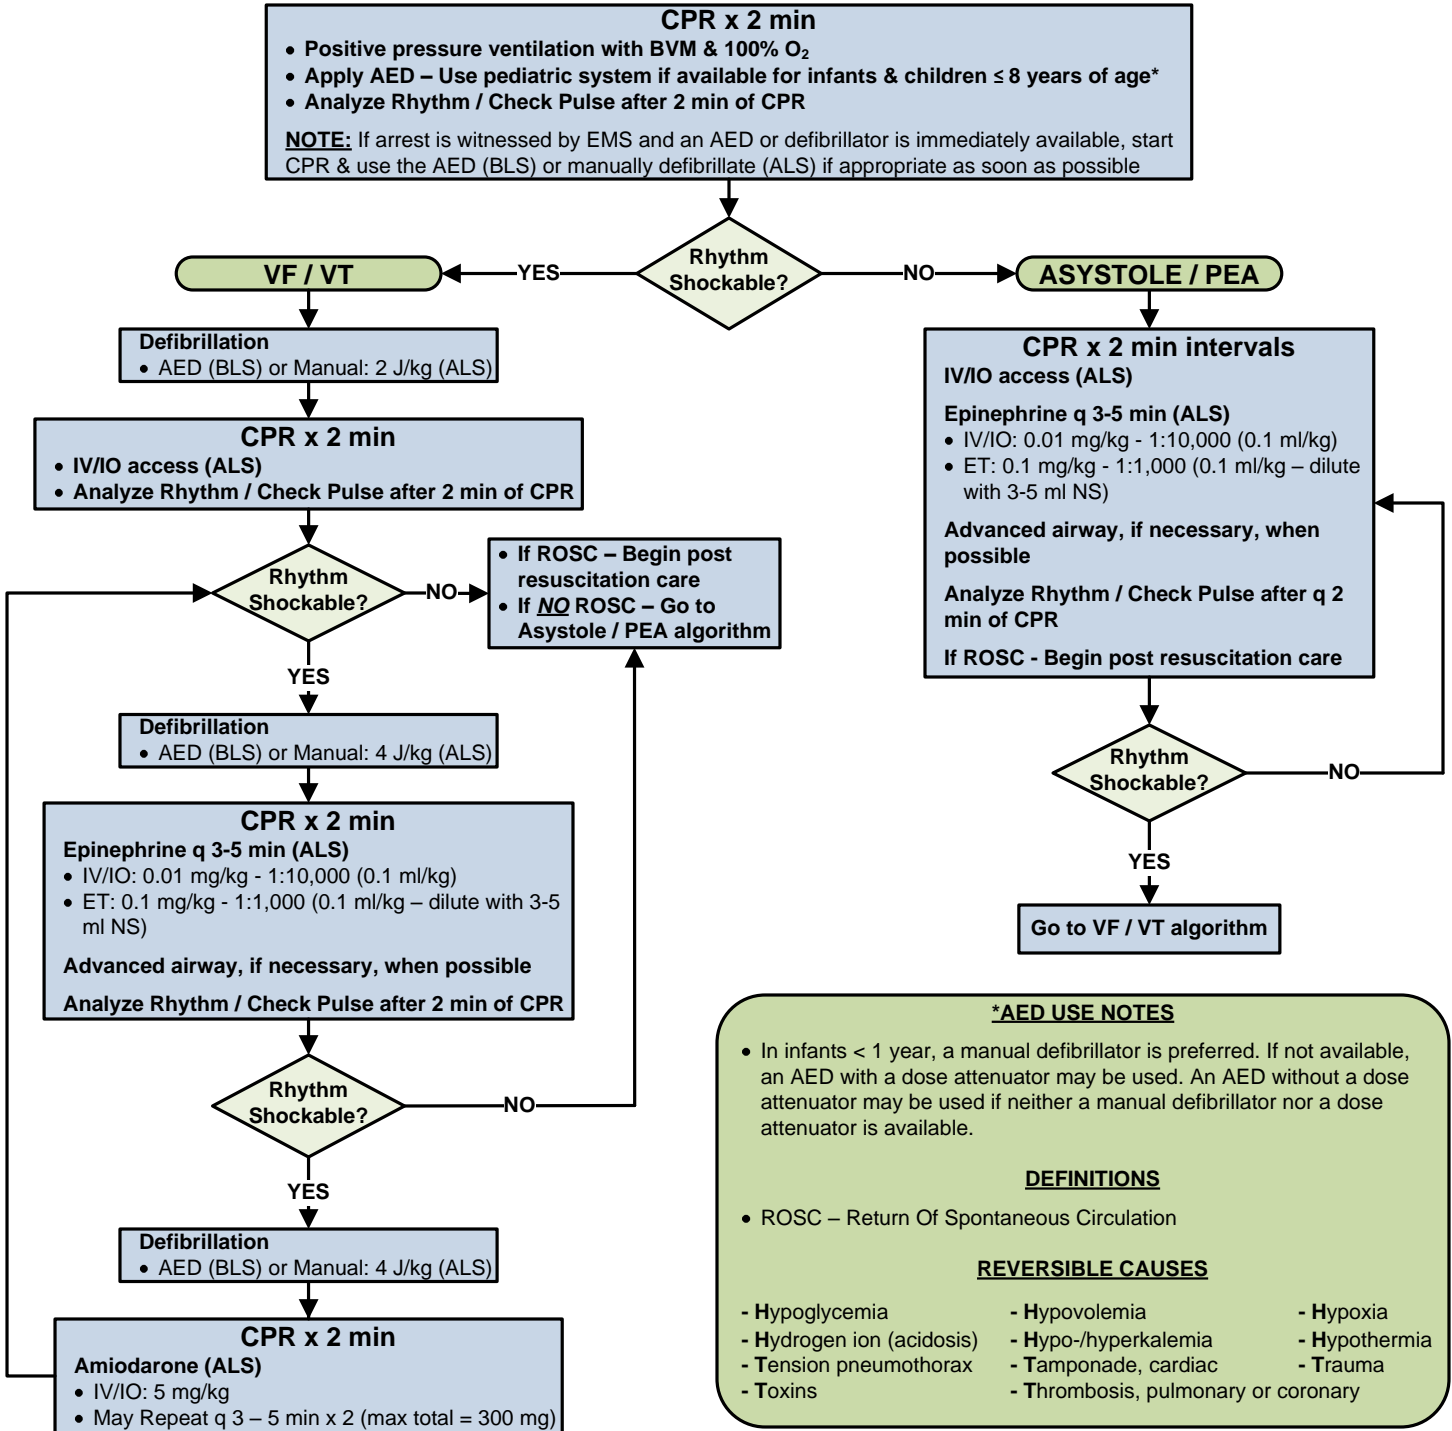 CPR x 2 min
• Positive pressure ventilation with BVM & 100% O₂
• Apply AED – Use pediatric system if available for infants & children ≤ 8 years of age*
• Analyze Rhythm / Check Pulse after 2 min of CPR
NOTE: If arrest is witnessed by EMS and an AED or defibrillator is immediately available, start
CPR & use the AED (BLS) or manually defibrillate (ALS) if appropriate as soon as possible
Rhythm
Shockable?
YES
NO
VF / VT
Defibrillation
• AED (BLS) or Manual: 2 J/kg (ALS)
CPR x 2 min
• IV/IO access (ALS)
• Analyze Rhythm / Check Pulse after 2 min of CPR
Rhythm
Shockable?
NO
• If ROSC – Begin post
resuscitation care
• If NO ROSC – Go to
Asystole / PEA algorithm
YES
Defibrillation
• AED (BLS) or Manual: 4 J/kg (ALS)
CPR x 2 min
Epinephrine q 3-5 min (ALS)
• IV/IO: 0.01 mg/kg - 1:10,000 (0.1 ml/kg)
• ET: 0.1 mg/kg - 1:1,000 (0.1 ml/kg – dilute with 3-5
ml NS)
Advanced airway, if necessary, when possible
Analyze Rhythm / Check Pulse after 2 min of CPR
Rhythm
Shockable?
NO
YES
Defibrillation
• AED (BLS) or Manual: 4 J/kg (ALS)
CPR x 2 min
Amiodarone (ALS)
• IV/IO: 5 mg/kg
• May Repeat q 3 – 5 min x 2 (max total = 300 mg)
ASYSTOLE / PEA
CPR x 2 min intervals
IV/IO access (ALS)
Epinephrine q 3-5 min (ALS)
• IV/IO: 0.01 mg/kg - 1:10,000 (0.1 ml/kg)
• ET: 0.1 mg/kg - 1:1,000 (0.1 ml/kg – dilute
with 3-5 ml NS)
Advanced airway, if necessary, when
possible
Analyze Rhythm / Check Pulse after q 2
min of CPR
If ROSC - Begin post resuscitation care
Rhythm
Shockable?
NO
YES
Go to VF / VT algorithm
*AED USE NOTES
• In infants < 1 year, a manual defibrillator is preferred. If not available,
an AED with a dose attenuator may be used. An AED without a dose
attenuator may be used if neither a manual defibrillator nor a dose
attenuator is available.
DEFINITIONS
• ROSC – Return Of Spontaneous Circulation
REVERSIBLE CAUSES
- Hypoglycemia - Hypovolemia - Hypoxia
- Hydrogen ion (acidosis) - Hypo-/hyperkalemia - Hypothermia
- Tension pneumothorax - Tamponade, cardiac - Trauma
- Toxins - Thrombosis, pulmonary or coronary